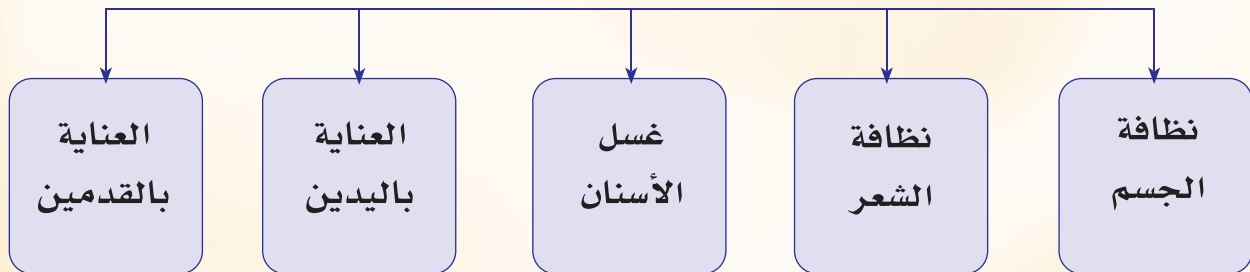 نظافة
الجسم
نظافة
الشعر
غسل
الأسنان
العناية
باليدين
العناية
بالقدمين